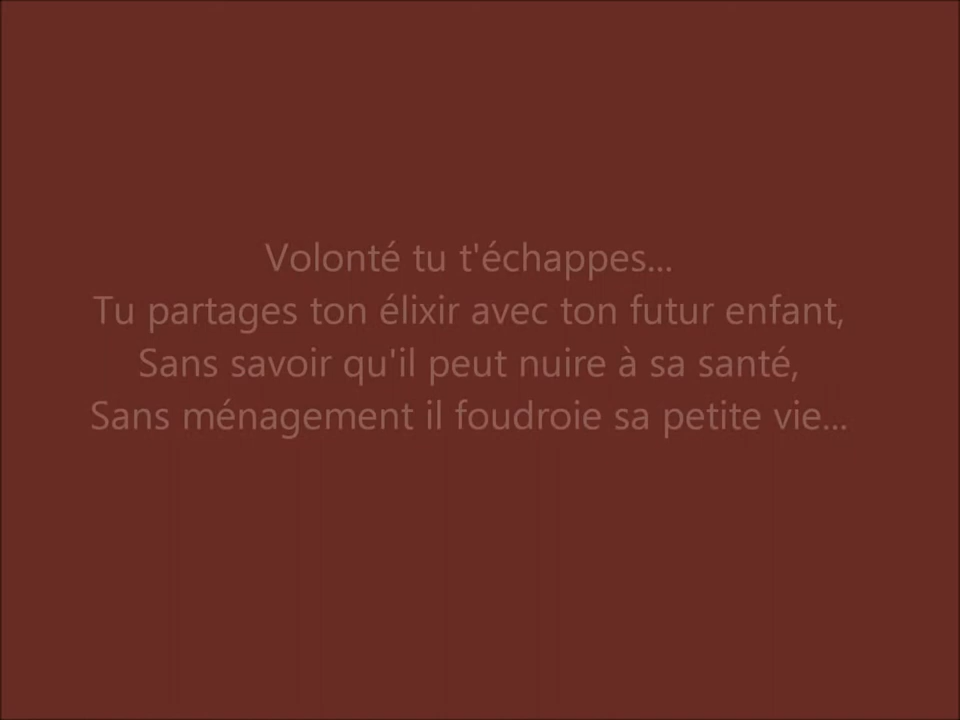 Volonté tu t'échappes...
Tu partages ton élixir avec ton futur enfant,
Sans savoir qu'il peut nuire à sa santé,
Sans ménagement il foudroie sa petite vie...